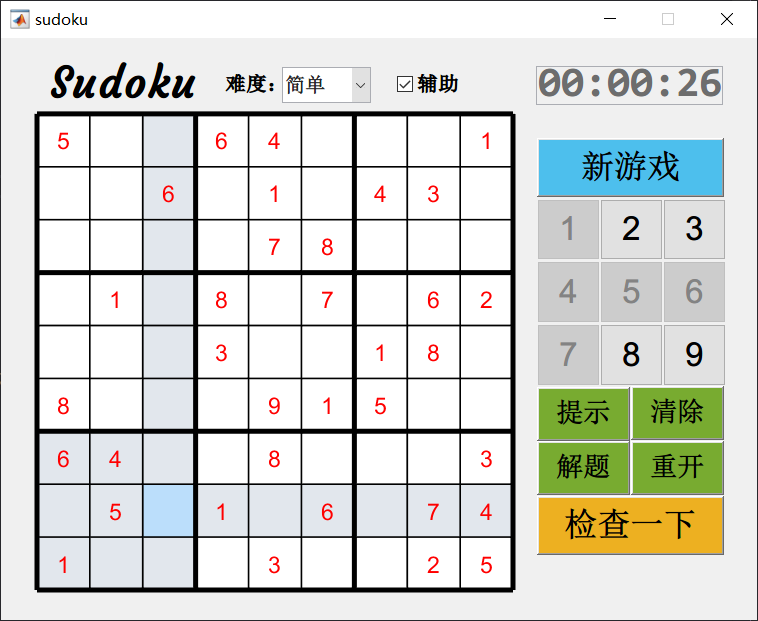 sudoku
Sudoku 难度： 简单 辅助 00:00:26
5 6 4 1
6 1 4 3
7 8
1 8 7 6 2
3 1 8
8 9 1 5
6 4 8 3
5 1 6 7 4
1 3 2 5
新游戏
1 2 3
4 5 6
7 8 9
提示 清除
解题 重开
检查一下